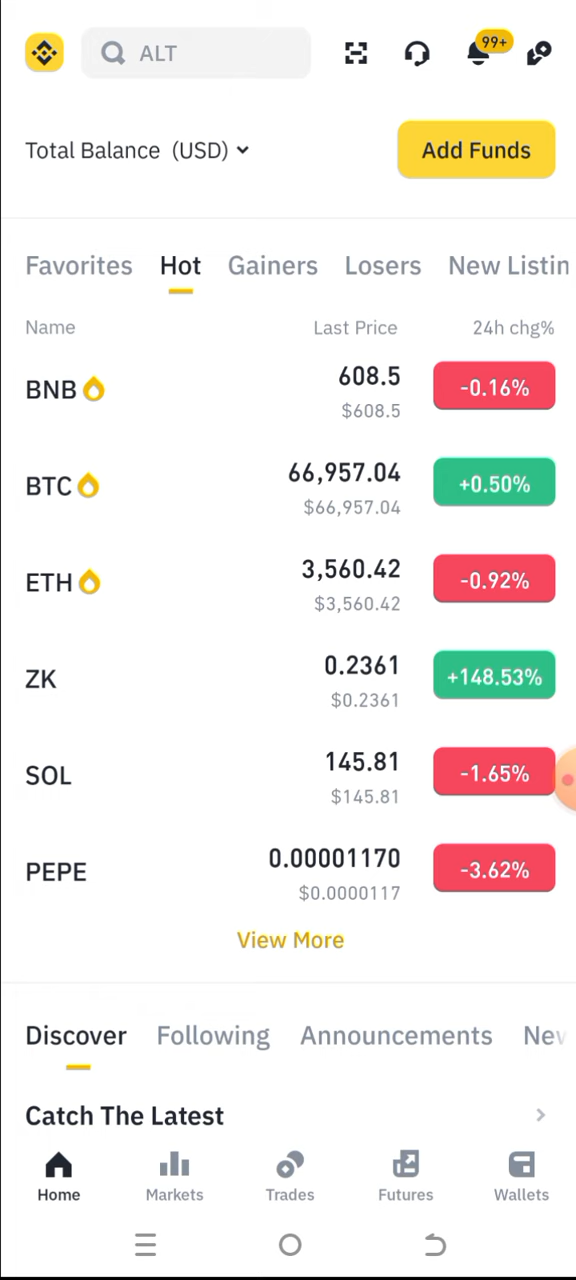 ALT
99+
Total Balance (USD)
Add Funds
Favorites Hot Gainers Losers New Listin
Name Last Price 24h chg%
BNB 608.5 -0.16%
$608.5
BTC 66,957.04 +0.50%
$66,957.04
ETH 3,560.42 -0.92%
$3,560.42
ZK 0.2361 +148.53%
$0.2361
SOL 145.81 -1.65%
$145.81
PEPE 0.00001170 -3.62%
$0.0000117
View More
Discover Following Announcements New
Catch The Latest
Home Markets Trades Futures Wallets